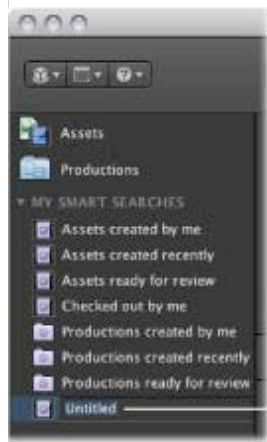 Assets
Productions
MY SMART SEARCHES
Assets created by me
Assets created recently
Assets ready for review
Checked out by me
Productions created by me
Productions created recently
Productions ready for review
Untitled